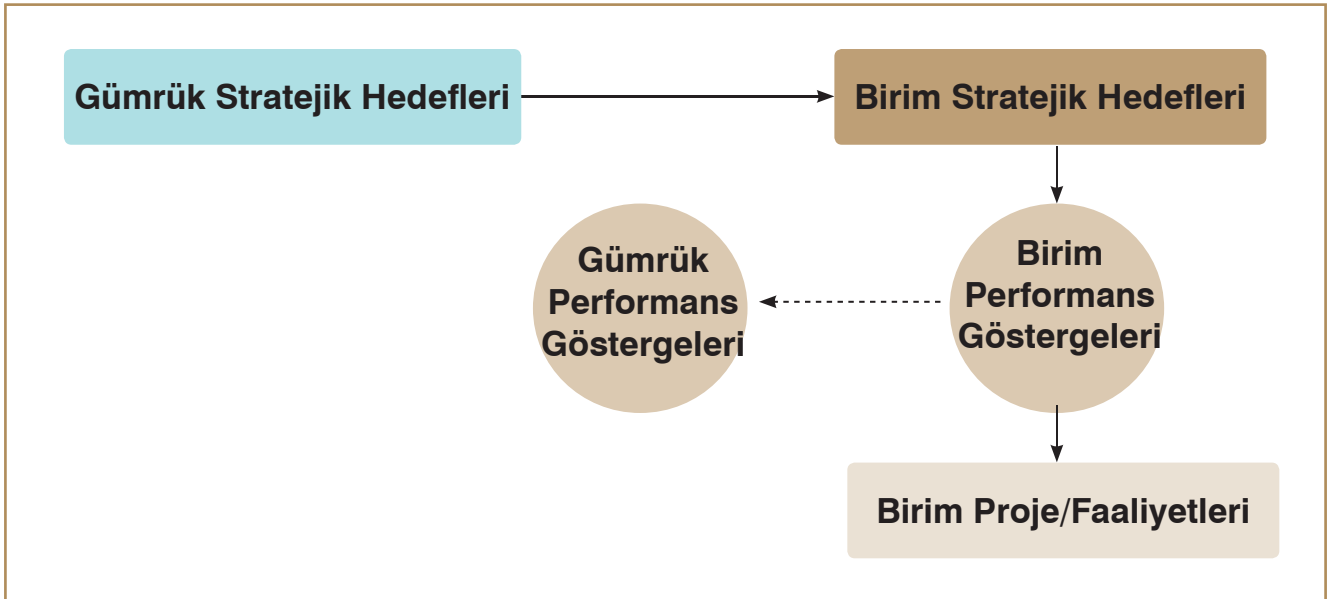 Gümrük Stratejik Hedefleri
Birim Stratejik Hedefleri
Gümrük
Performans
Göstergeleri
Birim
Performans
Göstergeleri
Birim Proje/Faaliyetleri